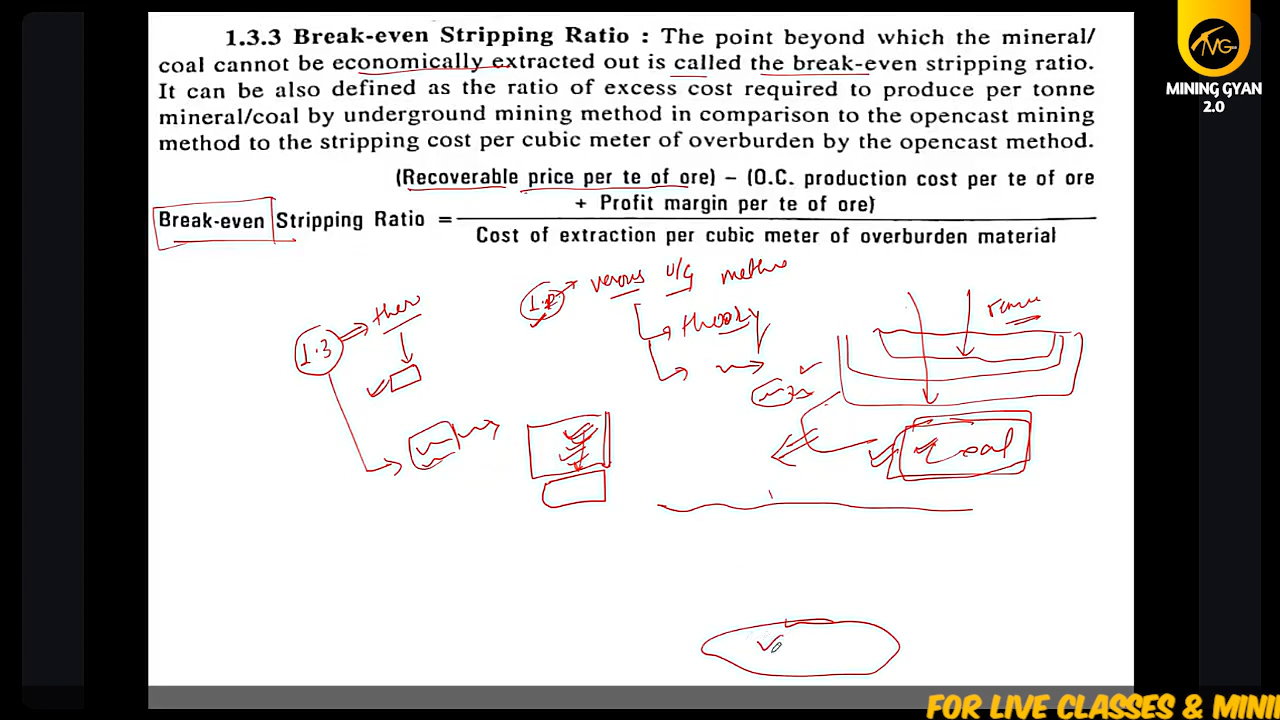 1.3.3 Break-even Stripping Ratio : The point beyond which the mineral/
coal cannot be economically extracted out is called the break-even stripping ratio.
It can be also defined as the ratio of excess cost required to produce per tonne
mineral/coal by underground mining method in comparison to the opencast mining
method to the stripping cost per cubic meter of overburden by the opencast method.
(Recoverable price per te of ore) – (O.C. production cost per te of ore
+ Profit margin per te of ore)
Break-even Stripping Ratio =
Cost of extraction per cubic meter of overburden material
MINING GYAN
2.0
U/G
theory
1.3
coal
FOR LIVE CLASSES & MINI